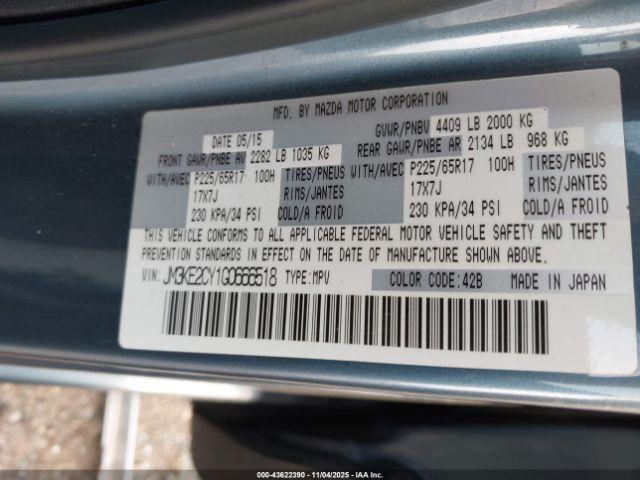 MFD. BY MAZDA MOTOR CORPORATION
DATE 05/15 GVWR/PNBV 4409 LB 2000 KG
FRONT GAWR/PNBE AV 2282 LB 1035 KG REAR GAWR/PNBE AR 2134 LB 968 KG
WITH/AVEC P225/65R17 100H TIRES/PNEUS WITH/AVEC P225/65R17 100H TIRES/PNEUS
17X7J RIMS/JANTES 17X7J RIMS/JANTES
230 KPA/34 PSI COLD/A FROID 230 KPA/34 PSI COLD/A FROID
THIS VEHICLE CONFORMS TO ALL APPLICABLE FEDERAL MOTOR VEHICLE SAFETY AND
THEFT PREVENTION STANDARDS IN EFFECT ON THE DATE OF MANUFACTURE SHOWN ABOVE.
VIN: JM3KE2CY1G0666518 TYPE:MPV COLOR CODE:42B MADE IN JAPAN
000-43622390 - 11/04/2025 - IAA, Inc.